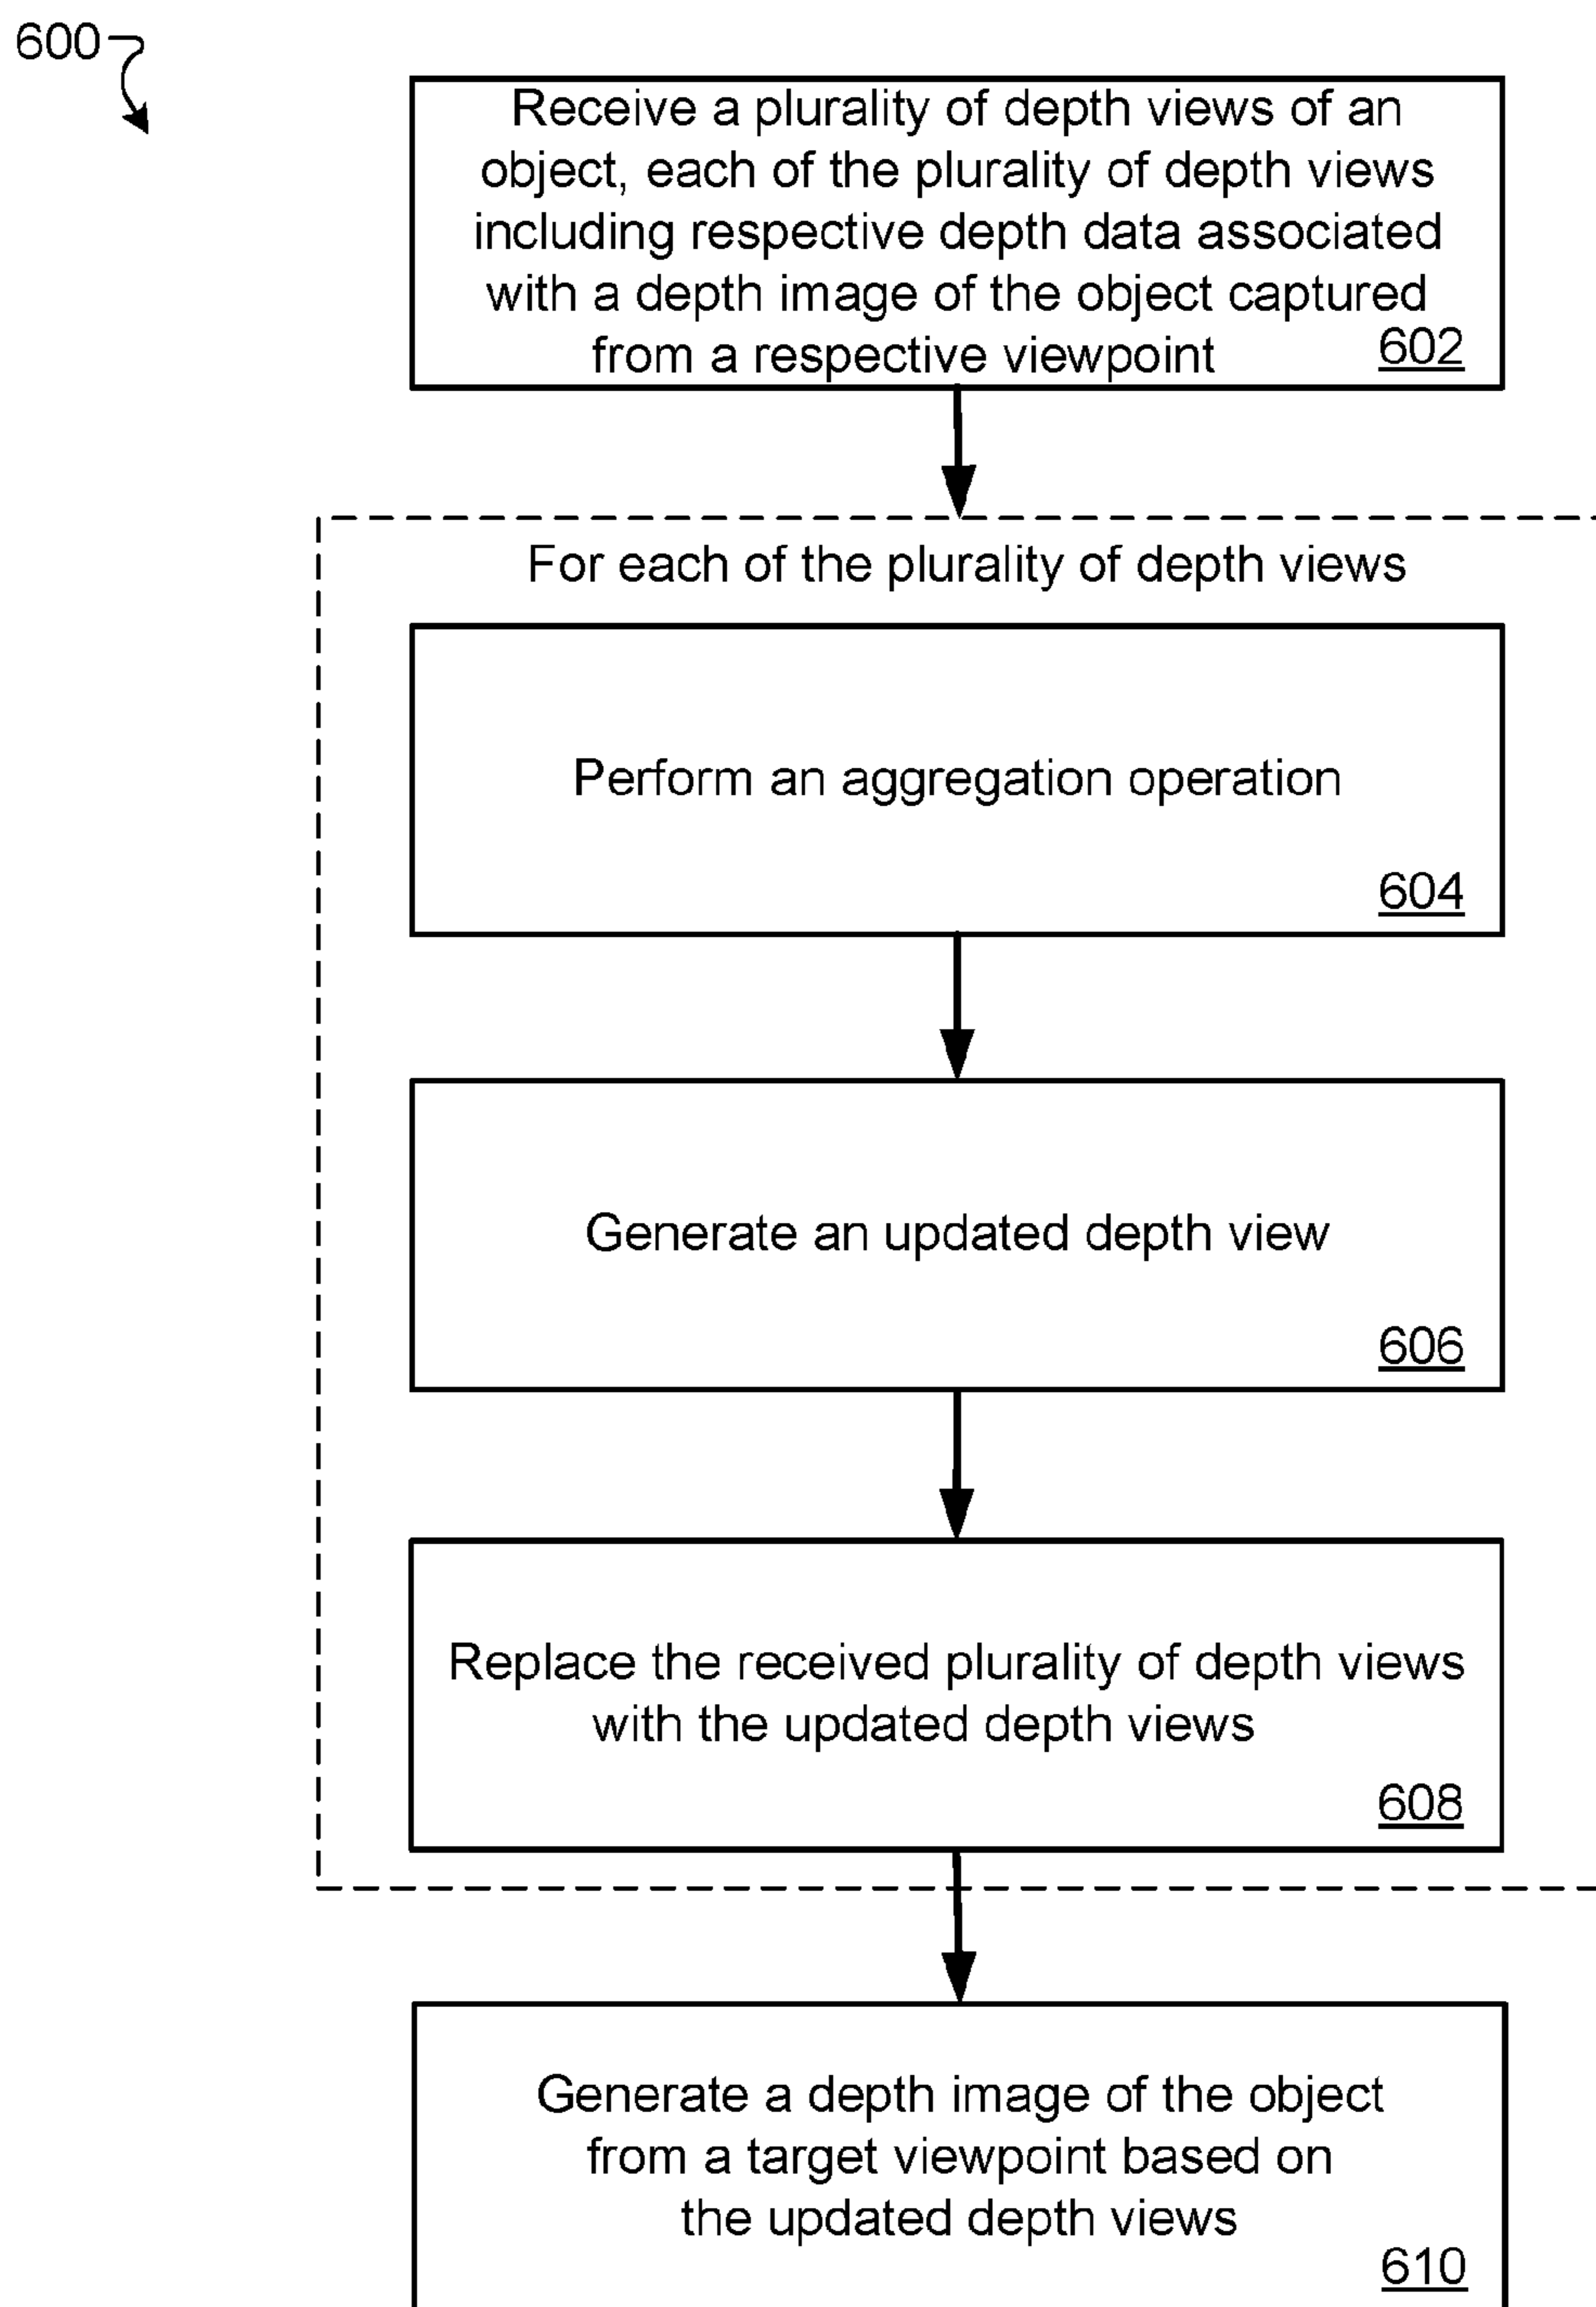 600
Receive a plurality of depth views of an
object, each of the plurality of depth views
including respective depth data associated
with a depth image of the object captured
from a respective viewpoint
602
For each of the plurality of depth views
Perform an aggregation operation
604
Generate an updated depth view
606
Replace the received plurality of depth views
with the updated depth views
608
Generate a depth image of the object
from a target viewpoint based on
the updated depth views
610